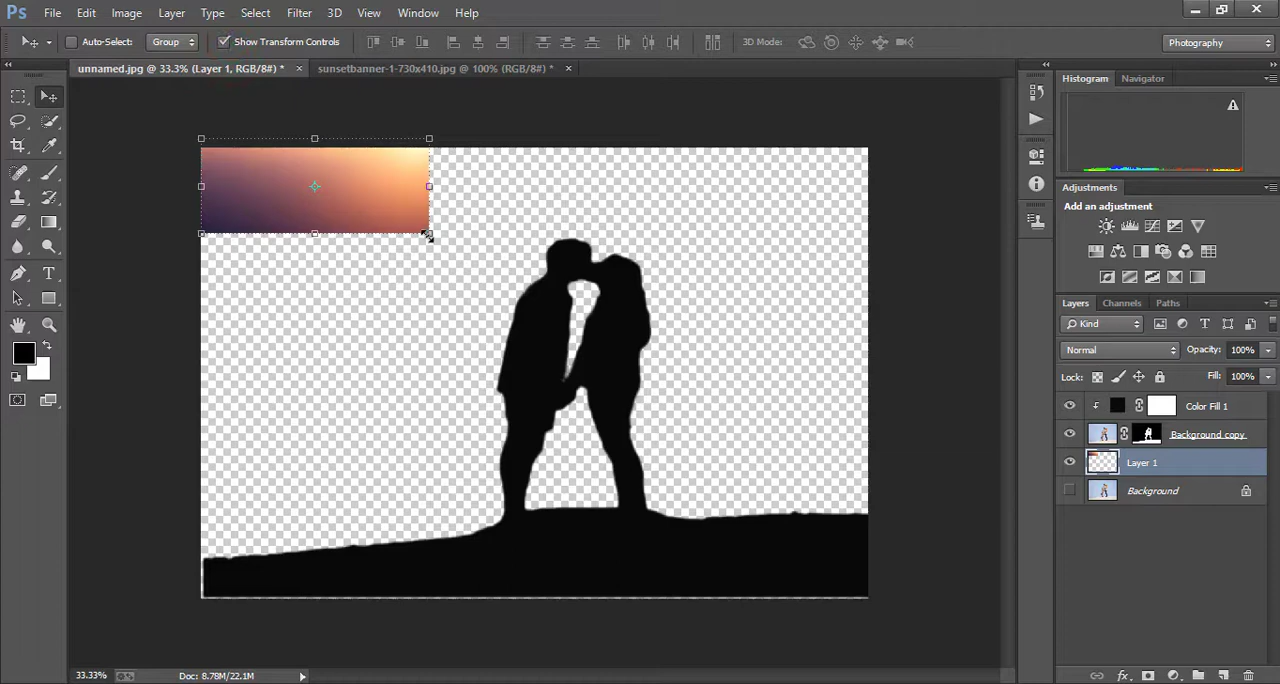 Ps File Edit Image Layer Type Select Filter 3D View Window Help
Auto-Select: Group Show Transform Controls 3D Mode: Photography
unnamed.jpg @ 33.3% (Layer 1, RGB/8#) * × sunsetbanner-1-730x410.jpg @ 100% (RGB/8#) * ×
Histogram Navigator
Adjustments
Add an adjustment
Layers Channels Paths
Kind
Normal Opacity: 100%
Lock: Fill: 100%
Color Fill 1
Background copy
Layer 1
Background
33.33% Doc: 8.78M/22.1M